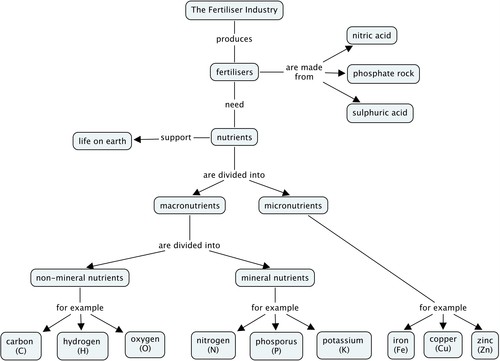 The Fertiliser Industry
produces
nitric acid
fertilisers
are made
from
phosphate rock
sulphuric acid
need
life on earth
support
nutrients
are divided into
macronutrients
micronutrients
are divided into
non-mineral nutrients
mineral nutrients
for example
for example
for example
carbon
(C)
hydrogen
(H)
oxygen
(O)
nitrogen
(N)
phosporus
(P)
potassium
(K)
iron
(Fe)
copper
(Cu)
zinc
(Zn)